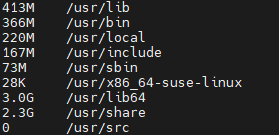 413M /usr/lib
366M /usr/bin
220M /usr/local
167M /usr/include
73M /usr/sbin
28K /usr/x86_64-suse-linux
3.0G /usr/lib64
2.3G /usr/share
0 /usr/src